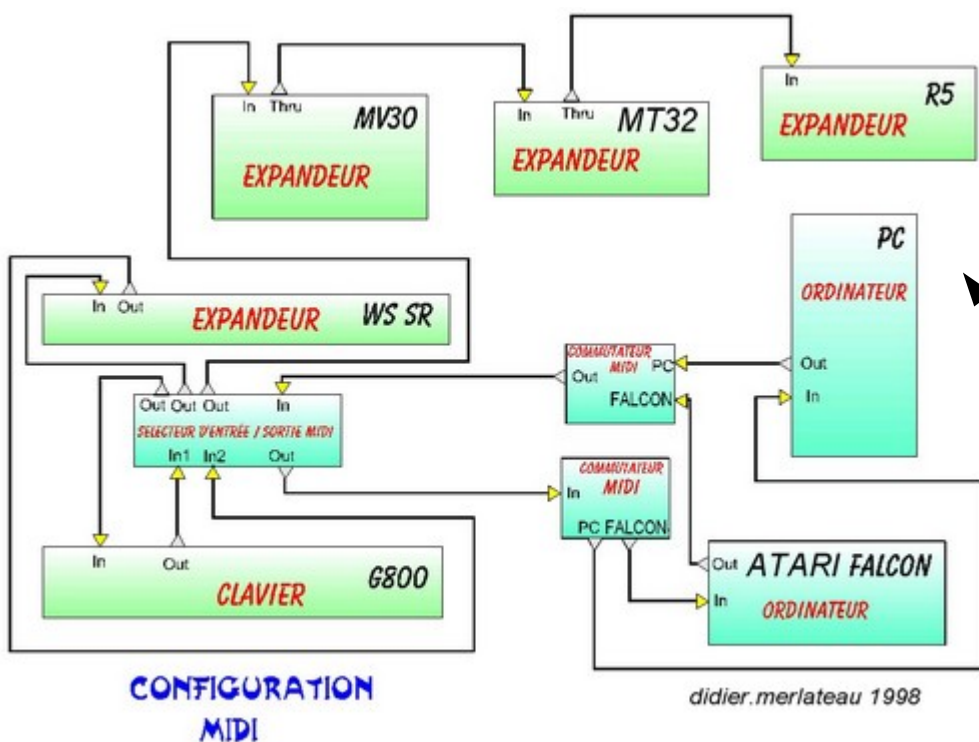 In Thru MV30
EXPANDEUR
In Thru MT32
EXPANDEUR
In R5
EXPANDEUR
PC
ORDINATEUR
Out
In
In Out EXPANDEUR WS SR
COMMUTATEUR
MIDI
Out PC
FALCON
Out Out Out In
SELECTEUR D'ENTRÉE / SORTIE MIDI
In1 In2 Out
COMMUTATEUR
MIDI
In
PC FALCON
In Out G800
CLAVIER
Out ATARI FALCON
In ORDINATEUR
CONFIGURATION
MIDI
didier.merlateau 1998